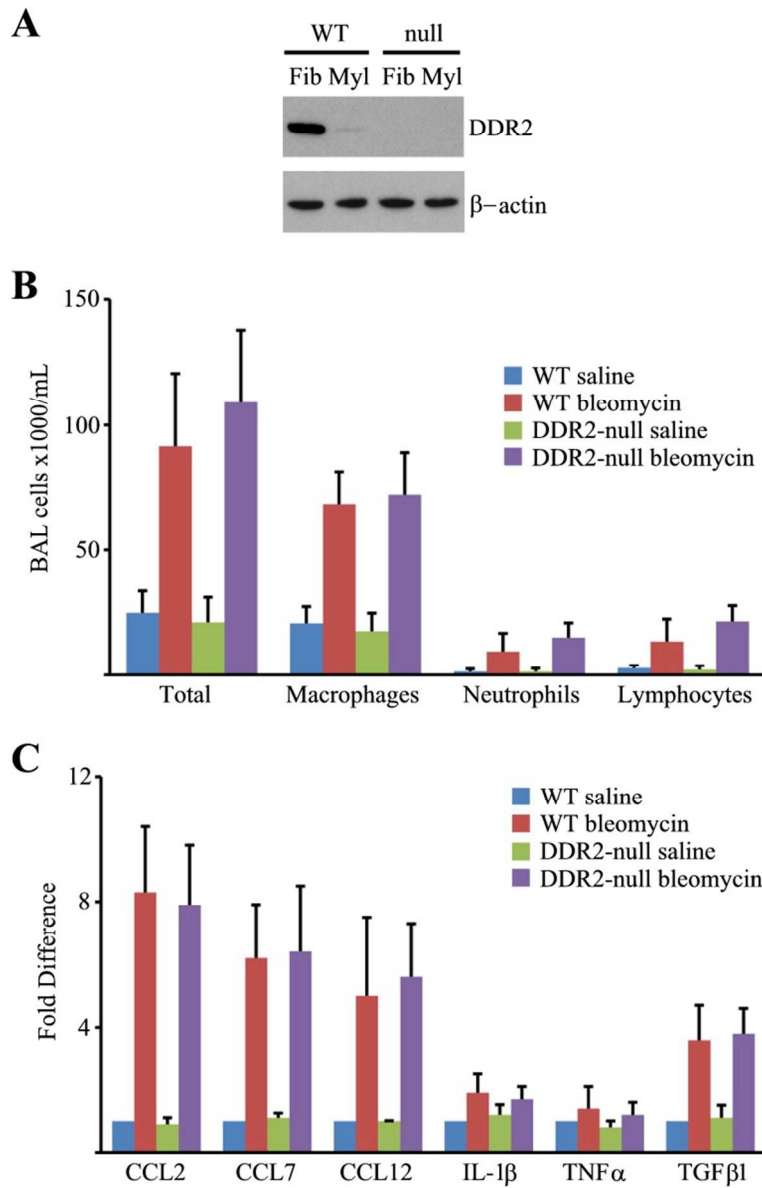 A
WT null
Fib Myl Fib Myl
DDR2
β−actin
B
150
100
50
BAL cells x1000/mL
WT saline
WT bleomycin
DDR2-null saline
DDR2-null bleomycin
Total Macrophages Neutrophils Lymphocytes
C
12
8
4
Fold Difference
WT saline
WT bleomycin
DDR2-null saline
DDR2-null bleomycin
CCL2 CCL7 CCL12 IL-1β TNFα TGFβ1